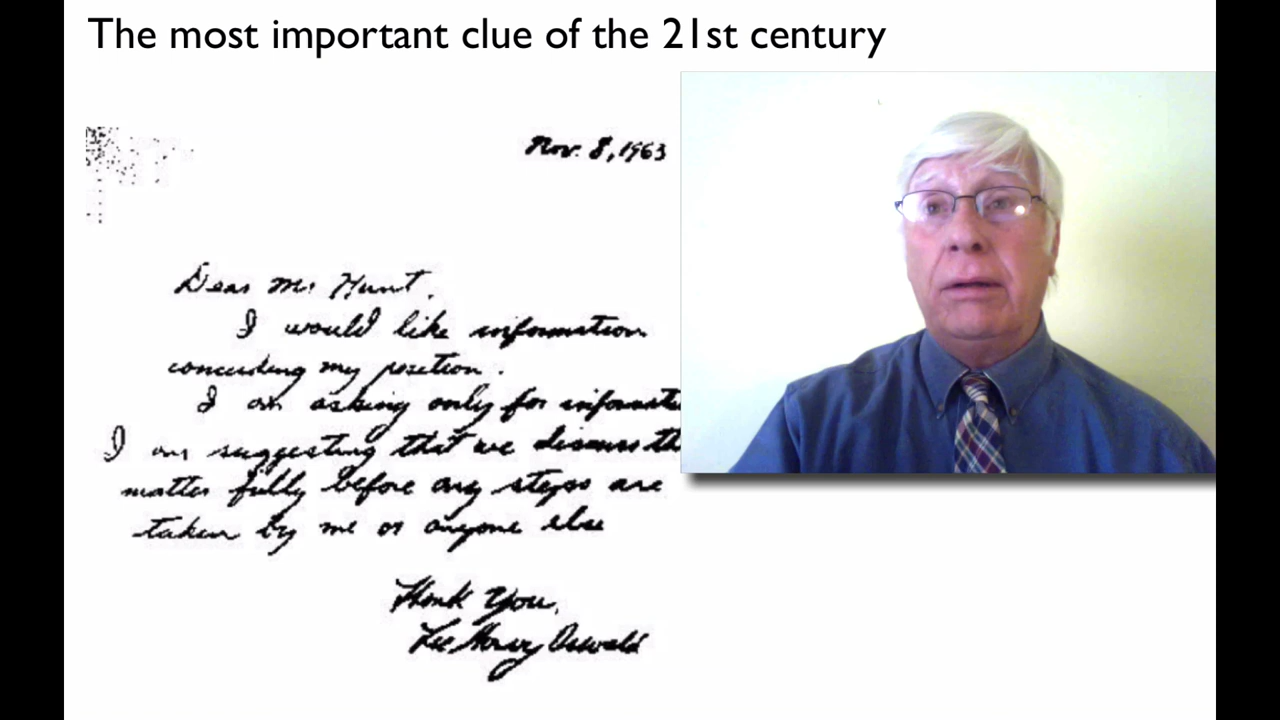 The most important clue of the 21st century
Nov. 8, 1963
Dear Mr. Hunt,
I would like information
concerding my position.
I am asking only for informati
I am suggesting that we discuss th
matter fully before any steps are
taken by me or anyone else
Thank You,
Lee Harvey Oswald